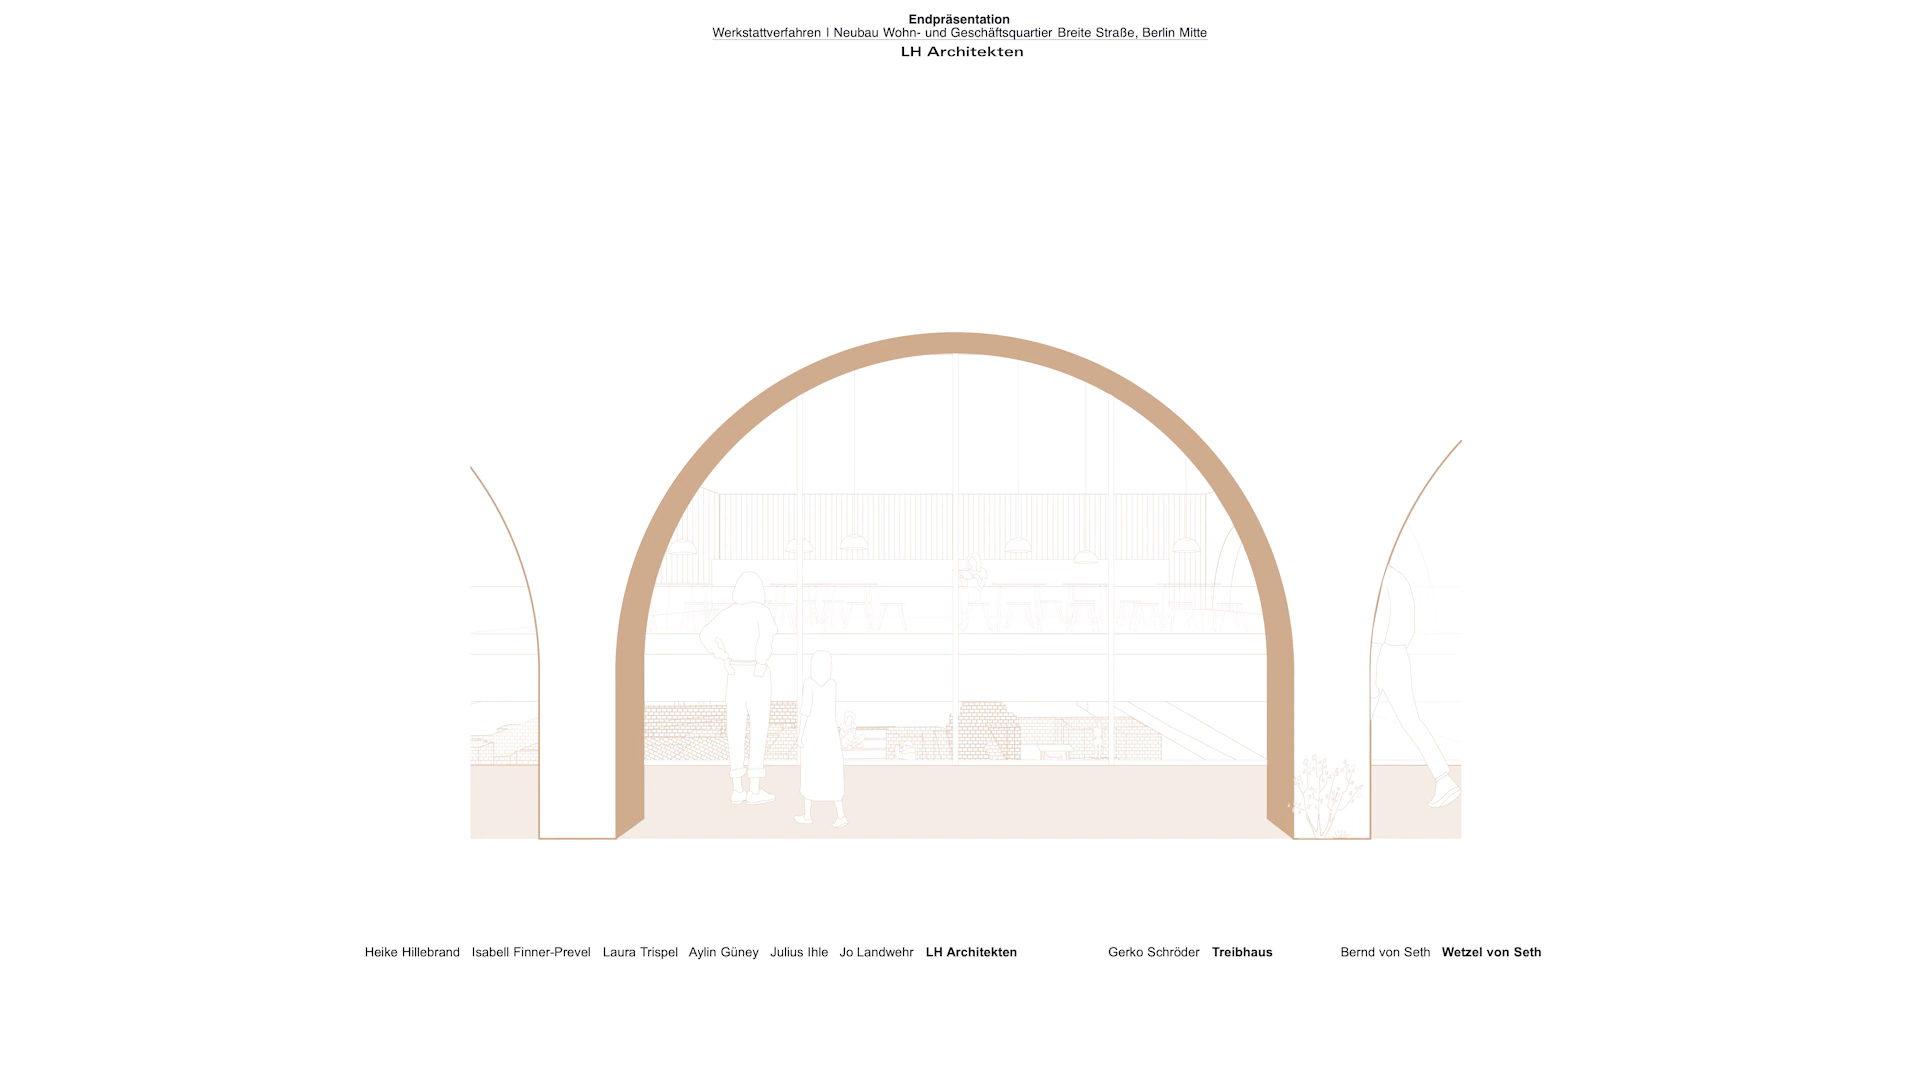 Endpräsentation
Werkstattverfahren | Neubau Wohn- und Geschäftsquartier Breite Straße, Berlin Mitte
LH Architekten
Heike Hillebrand Isabell Finner-Prevel Laura Trispel Aylin Güney Julius Ihle Jo Landwehr LH Architekten Gerko Schröder Treibhaus Bernd von Seth Wetzel von Seth